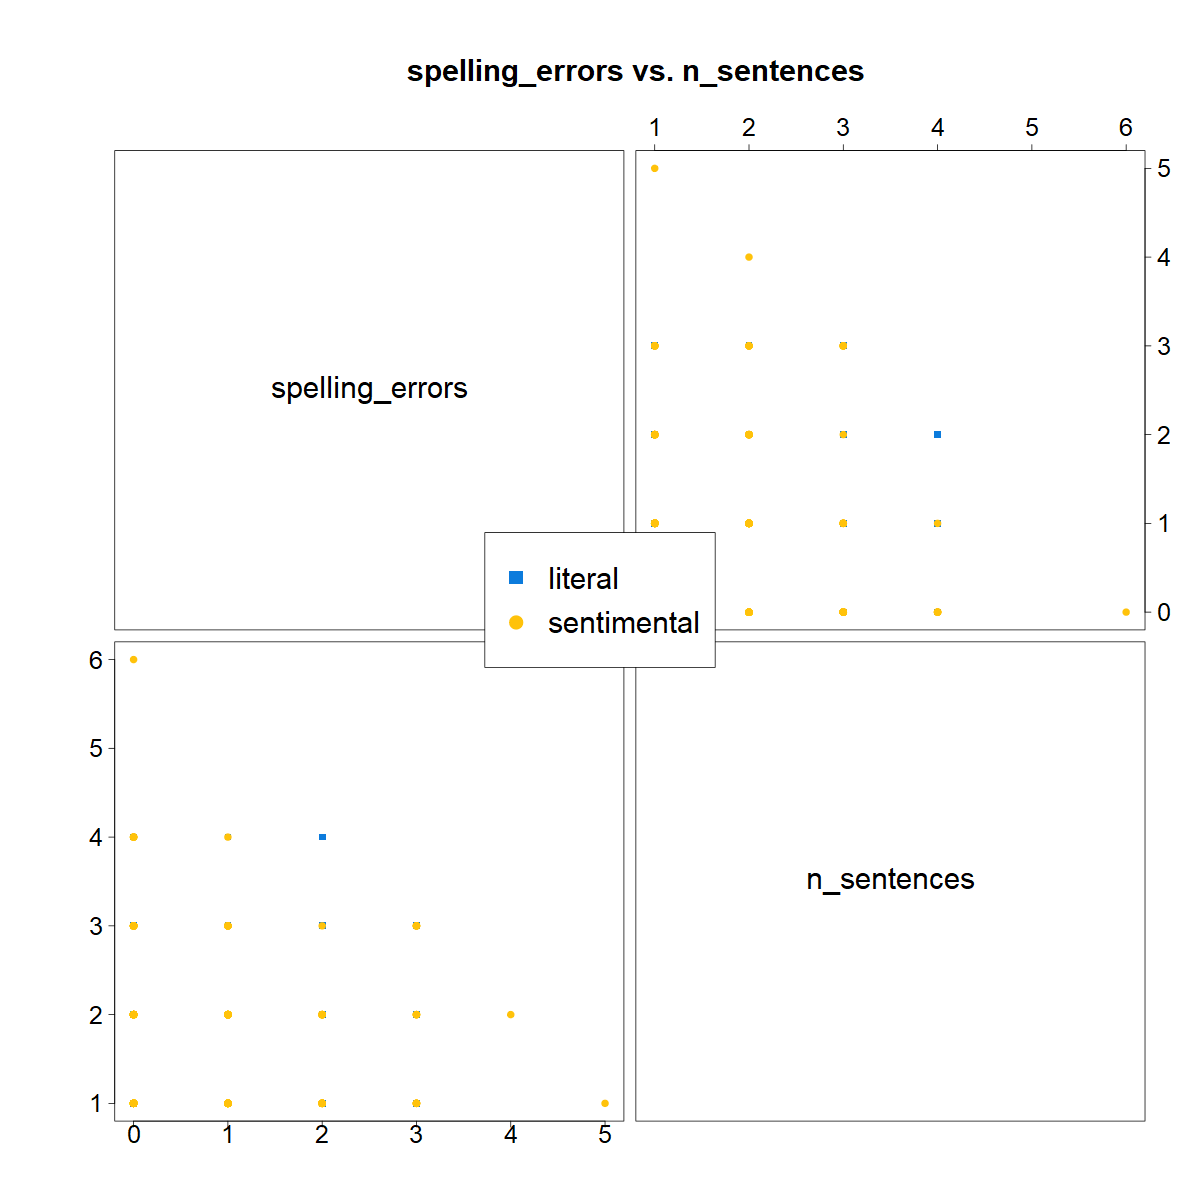 spelling_errors vs. n_sentences
1 2 3 4 5 6
5
4
3
2
1
0
spelling_errors
literal
sentimental
6
5
4
3
2
1
n_sentences
0 1 2 3 4 5